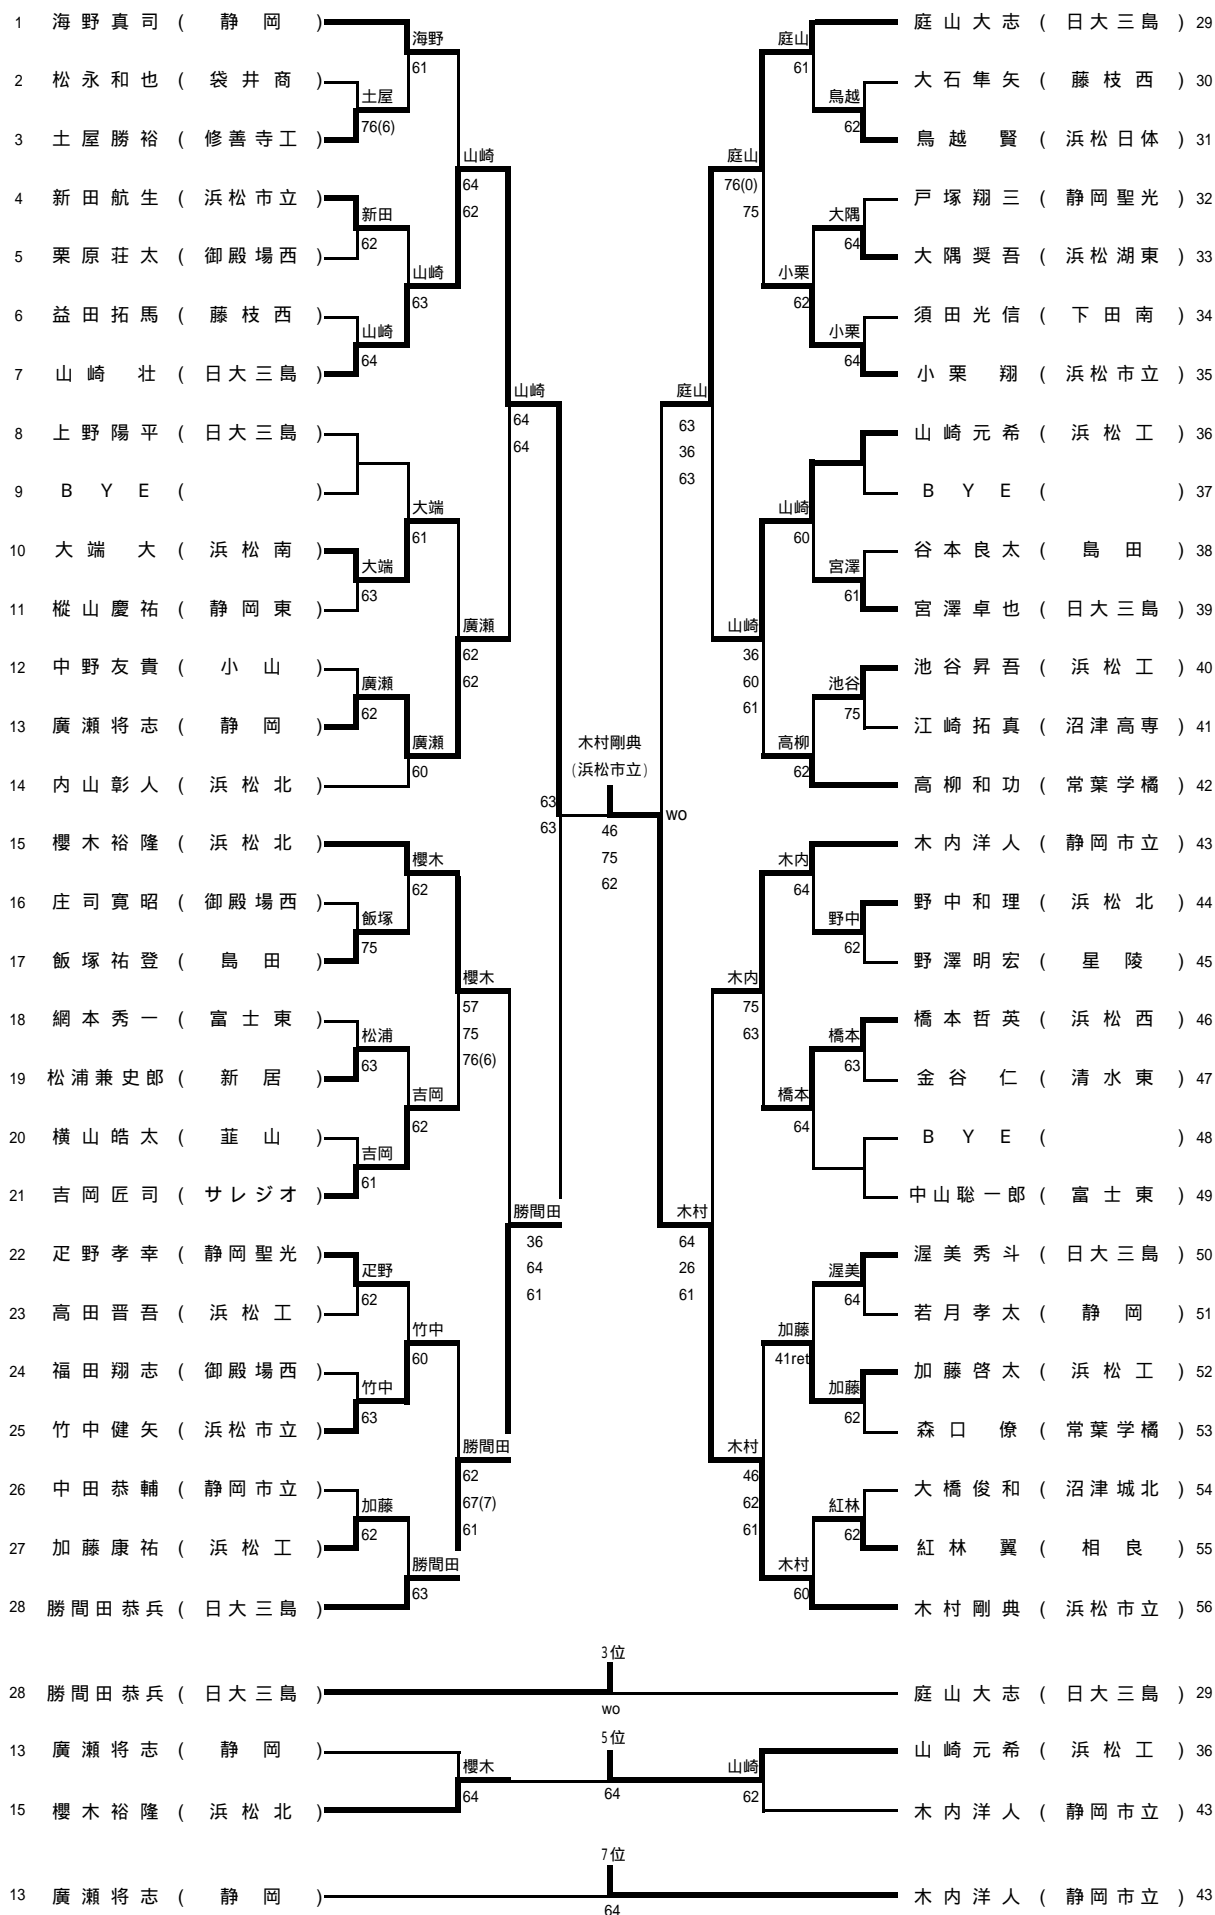 1 海野真司 ( 静岡 )
2 松永和也 ( 袋井商 )
3 土屋勝裕 ( 修善寺工 )
4 新田航生 ( 浜松市立 )
5 栗原荘太 ( 御殿場西 )
6 益田拓馬 ( 藤枝西 )
7 山崎壮 ( 日大三島 )
8 上野陽平 ( 日大三島 )
9 BYE ( )
10 大端大 ( 浜松南 )
11 樅山慶祐 ( 静岡東 )
12 中野友貴 ( 小山 )
13 廣瀬将志 ( 静岡 )
14 内山彰人 ( 浜松北 )
15 櫻木裕隆 ( 浜松北 )
16 庄司寛昭 ( 御殿場西 )
17 飯塚祐登 ( 島田 )
18 網本秀一 ( 富士東 )
19 松浦兼史郎 ( 新居 )
20 横山皓太 ( 韮山 )
21 吉岡匠司 ( サレジオ )
22 疋野孝幸 ( 静岡聖光 )
23 高田晋吾 ( 浜松工 )
24 福田翔志 ( 御殿場西 )
25 竹中健矢 ( 浜松市立 )
26 中田恭輔 ( 静岡市立 )
27 加藤康祐 ( 浜松工 )
28 勝間田恭兵 ( 日大三島 )
海野
61
土屋
76(6)
山崎
64
62
新田
62
山崎
63
山崎
64
山崎
64
64
大端
61
大端
63
廣瀬
62
62
廣瀬
62
廣瀬
60
櫻木
62
飯塚
75
櫻木
57
75
76(6)
松浦
63
吉岡
62
吉岡
61
勝間田
36
64
61
疋野
62
竹中
60
竹中
63
勝間田
62
67(7)
61
加藤
62
勝間田
63
63
63
木村剛典
(浜松市立)
46
75
62
wo
庭山
61
鳥越
62
庭山
76(0)
75
大隅
64
小栗
62
小栗
64
庭山
63
36
63
山崎
60
宮澤
61
山崎
36
60
61
池谷
75
高柳
62
木内
64
野中
62
木内
75
63
橋本
63
橋本
64
木村
64
26
61
渥美
64
加藤
41ret
加藤
62
木村
46
62
61
紅林
62
木村
60
庭山大志 ( 日大三島 ) 29
大石隼矢 ( 藤枝西 ) 30
鳥越賢 ( 浜松日体 ) 31
戸塚翔三 ( 静岡聖光 ) 32
大隅奨吾 ( 浜松湖東 ) 33
須田光信 ( 下田南 ) 34
小栗翔 ( 浜松市立 ) 35
山崎元希 ( 浜松工 ) 36
BYE ( ) 37
谷本良太 ( 島田 ) 38
宮澤卓也 ( 日大三島 ) 39
池谷昇吾 ( 浜松工 ) 40
江崎拓真 ( 沼津高専 ) 41
高柳和功 ( 常葉学橘 ) 42
木内洋人 ( 静岡市立 ) 43
野中和理 ( 浜松北 ) 44
野澤明宏 ( 星陵 ) 45
橋本哲英 ( 浜松西 ) 46
金谷仁 ( 清水東 ) 47
BYE ( ) 48
中山聡一郎 ( 富士東 ) 49
渥美秀斗 ( 日大三島 ) 50
若月孝太 ( 静岡 ) 51
加藤啓太 ( 浜松工 ) 52
森口僚 ( 常葉学橘 ) 53
大橋俊和 ( 沼津城北 ) 54
紅林翼 ( 相良 ) 55
木村剛典 ( 浜松市立 ) 56
3位
28 勝間田恭兵 ( 日大三島 )
wo
庭山大志 ( 日大三島 ) 29
5位
13 廣瀬将志 ( 静岡 )
15 櫻木裕隆 ( 浜松北 )
櫻木
64
64
山崎
62
山崎元希 ( 浜松工 ) 36
木内洋人 ( 静岡市立 ) 43
7位
13 廣瀬将志 ( 静岡 )
64
木内洋人 ( 静岡市立 ) 43